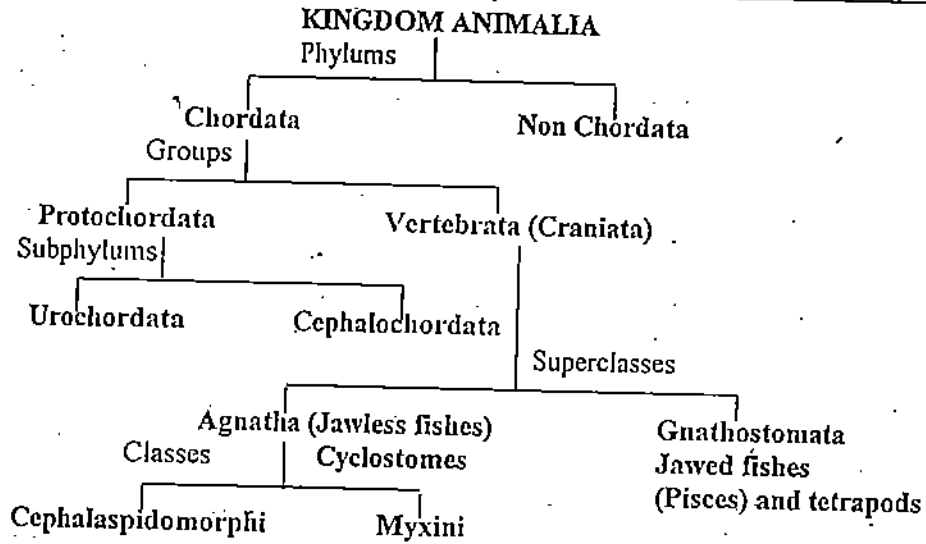 KINGDOM ANIMALIA
Phylums
Chordata
Non Chordata
Groups
Protochordata
Vertebrata (Craniata)
Subphylums
Urochordata
Cephalochordata
Superclasses
Agnatha (Jawless fishes)
Cyclostomes
Classes
Gnathostomata
Jawed fishes
(Pisces) and tetrapods
Cephalaspidomorphi
Myxini